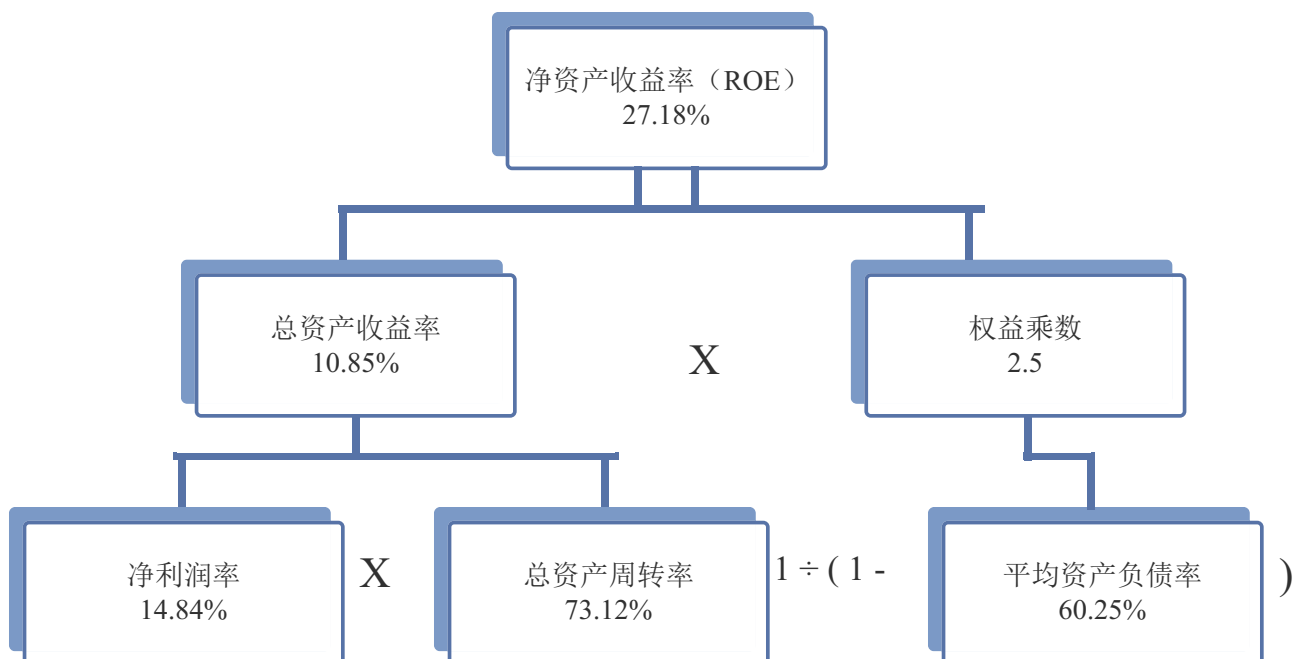 净资产收益率（ROE）
27.18%
总资产收益率
10.85%
X
权益乘数
2.5
净利润率
14.84%
X
总资产周转率
73.12%
1 ÷ ( 1 -
平均资产负债率
60.25%
)